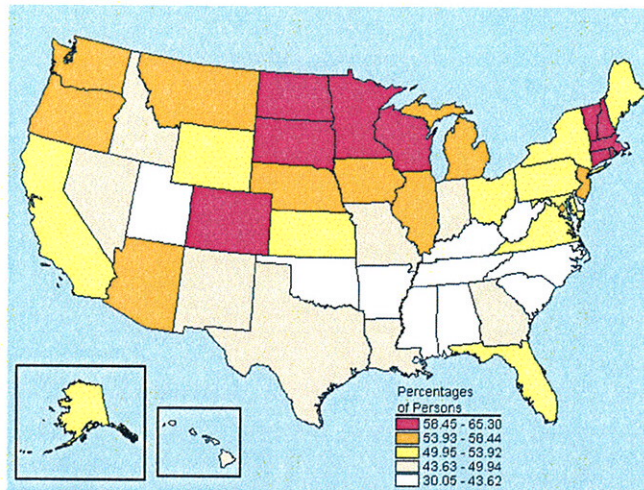 Percentages
of Persons
58.45 - 65.30
53.93 - 58.44
49.95 - 53.92
43.63 - 49.94
30.05 - 43.62